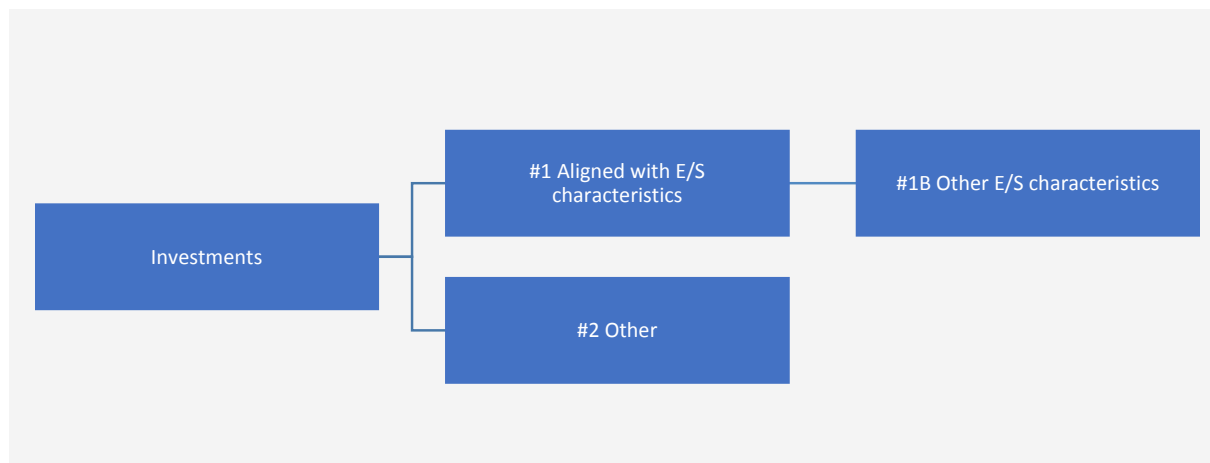 #1 Aligned with E/S
characteristics
#1B Other E/S characteristics
Investments
#2 Other